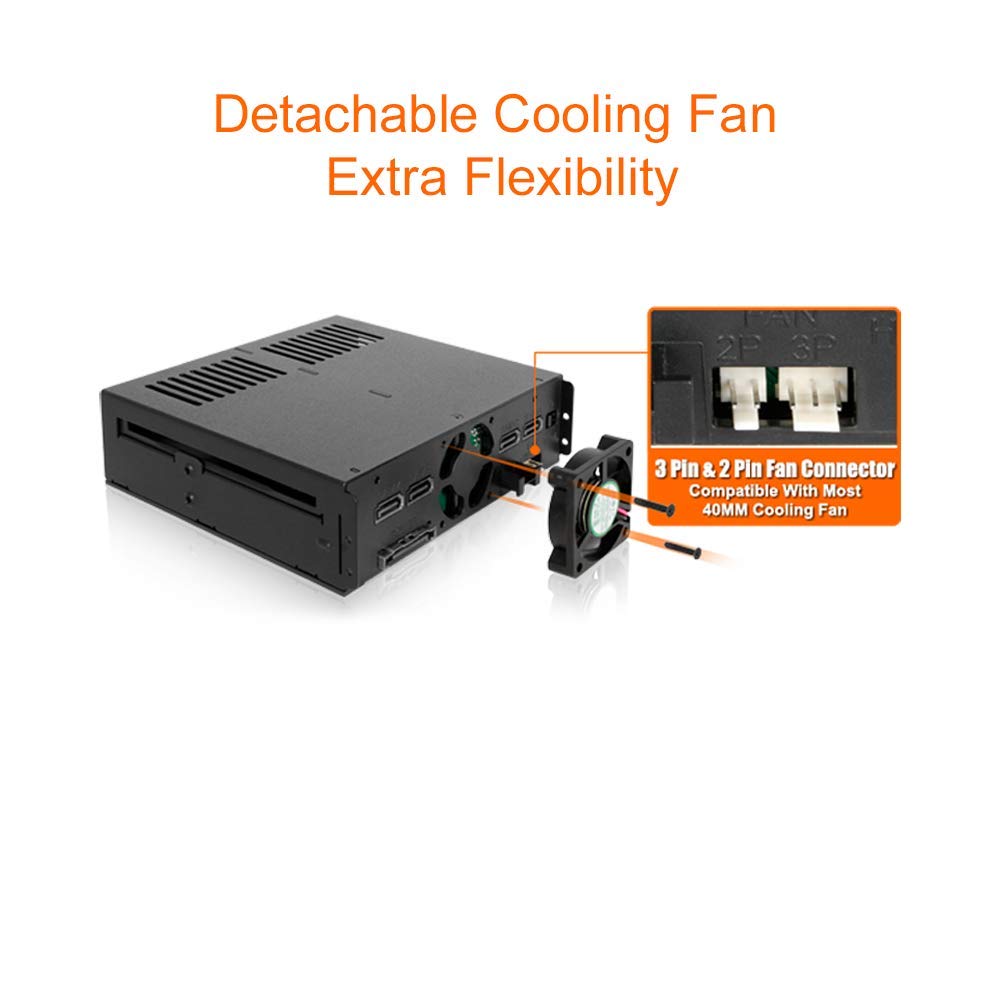 Detachable Cooling Fan
Extra Flexibility
FAN
2P 3P
3 Pin & 2 Pin Fan Connector
Compatible With Most
40MM Cooling Fan